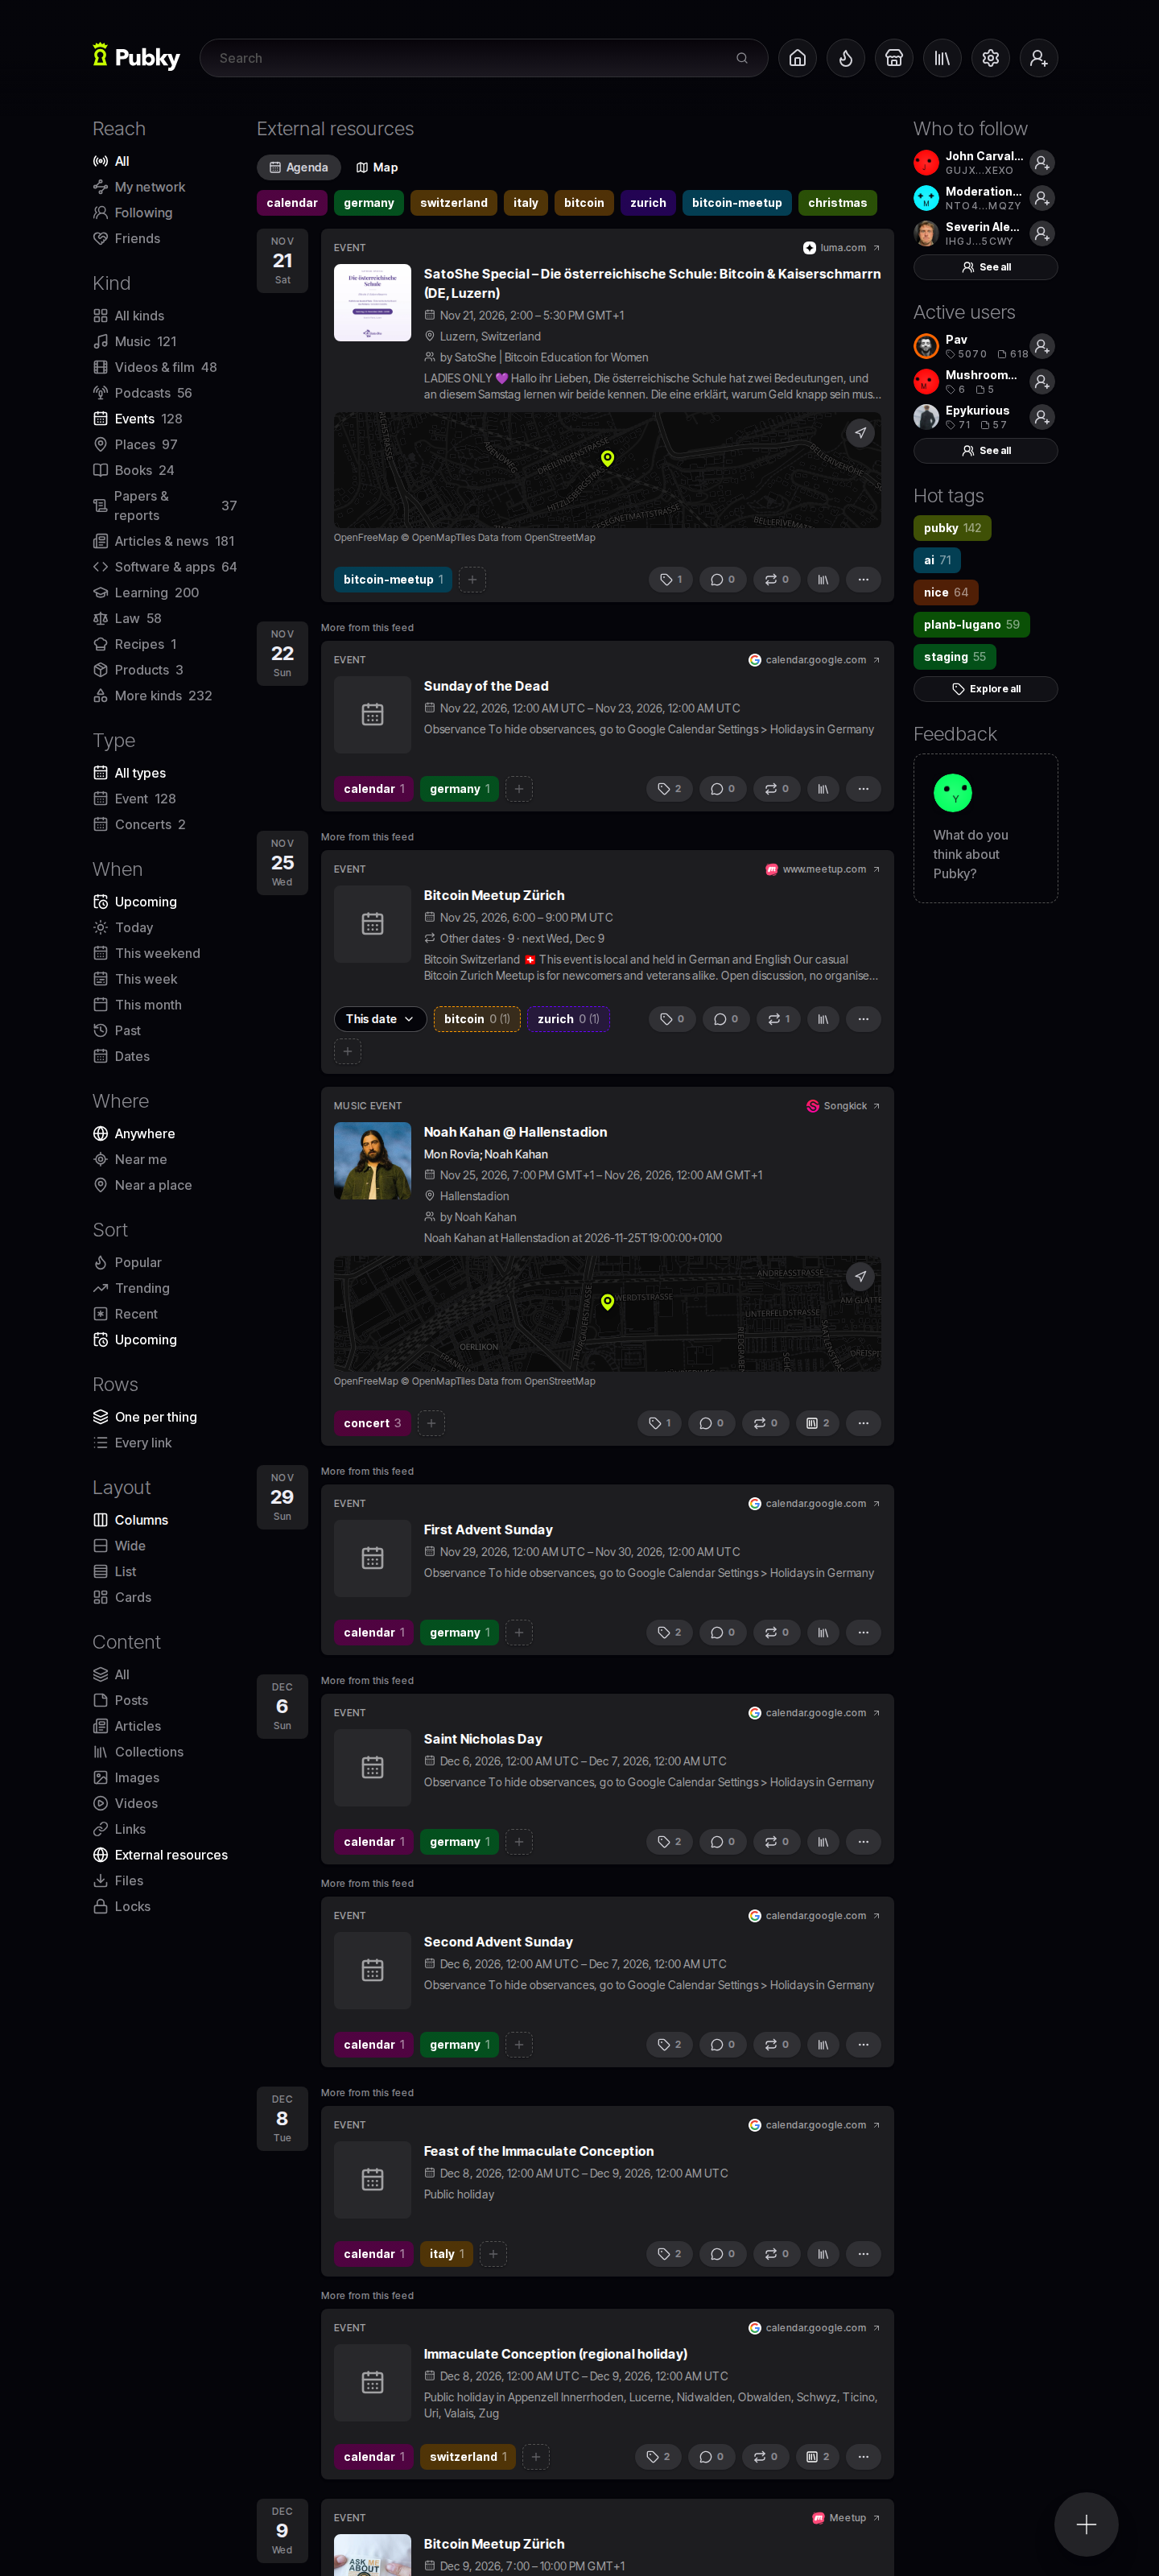 Pubky
Search
Reach
All
My network
Following
Friends
Kind
All kinds
Music 121
Videos & film 48
Podcasts 56
Events 128
Places 97
Books 24
Papers & reports 37
Articles & news 181
Software & apps 64
Learning 200
Law 58
Recipes 1
Products 3
More kinds 232
Type
All types
Event 128
Concerts 2
When
Upcoming
Today
This weekend
This week
This month
Past
Dates
Where
Anywhere
Near me
Near a place
Sort
Popular
Trending
Recent
Upcoming
Rows
One per thing
Every link
Layout
Columns
Wide
List
Cards
Content
All
Posts
Articles
Collections
Images
Videos
Links
External resources
Files
Locks
External resources
Agenda Map
calendar germany switzerland italy bitcoin zurich bitcoin-meetup christmas
NOV
21
Sat
EVENT luma.com
SatoShe Special – Die österreichische Schule: Bitcoin & Kaiserschmarrn
(DE, Luzern)
Nov 21, 2026, 2:00 – 5:30 PM GMT+1
Luzern, Switzerland
by SatoShe | Bitcoin Education for Women
LADIES ONLY 💜 Hallo ihr Lieben, Die österreichische Schule hat zwei Bedeutungen, und
an diesem Samstag lernen wir beide kennen. Die eine erklärt, warum Geld knapp sein mus...
DREILINDENSTRASSE
HITZLISBERGSTRASSE
BELLERIVEHÖHE
GESEGNETMATTSTRASSE
OpenFreeMap © OpenMapTiles Data from OpenStreetMap
bitcoin-meetup 1 + 1 0 0
NOV
22
Sun
More from this feed
EVENT calendar.google.com
Sunday of the Dead
Nov 22, 2026, 12:00 AM UTC – Nov 23, 2026, 12:00 AM UTC
Observance To hide observances, go to Google Calendar Settings > Holidays in Germany
calendar 1 germany 1 + 2 0 0
NOV
25
Wed
More from this feed
EVENT www.meetup.com
Bitcoin Meetup Zürich
Nov 25, 2026, 6:00 – 9:00 PM UTC
Other dates · 9 · next Wed, Dec 9
Bitcoin Switzerland 🇨🇭 This event is local and held in German and English Our casual
Bitcoin Zurich Meetup is for newcomers and veterans alike. Open discussion, no organise...
This date bitcoin 0 (1) zurich 0 (1) 0 0 1
+
MUSIC EVENT Songkick
Noah Kahan @ Hallenstadion
Mon Rovîa; Noah Kahan
Nov 25, 2026, 7:00 PM GMT+1 – Nov 26, 2026, 12:00 AM GMT+1
Hallenstadion
by Noah Kahan
Noah Kahan at Hallenstadion at 2026-11-25T19:00:00+0100
ANDREASSTRASSE
AM GLATTE
WERDTSTRASSE
UNTERFELDSTRASSE
THURGAUERSTRASSE
OERLIKON
OpenFreeMap © OpenMapTiles Data from OpenStreetMap
concert 3 + 1 0 0 2
NOV
29
Sun
More from this feed
EVENT calendar.google.com
First Advent Sunday
Nov 29, 2026, 12:00 AM UTC – Nov 30, 2026, 12:00 AM UTC
Observance To hide observances, go to Google Calendar Settings > Holidays in Germany
calendar 1 germany 1 + 2 0 0
DEC
6
Sun
More from this feed
EVENT calendar.google.com
Saint Nicholas Day
Dec 6, 2026, 12:00 AM UTC – Dec 7, 2026, 12:00 AM UTC
Observance To hide observances, go to Google Calendar Settings > Holidays in Germany
calendar 1 germany 1 + 2 0 0
More from this feed
EVENT calendar.google.com
Second Advent Sunday
Dec 6, 2026, 12:00 AM UTC – Dec 7, 2026, 12:00 AM UTC
Observance To hide observances, go to Google Calendar Settings > Holidays in Germany
calendar 1 germany 1 + 2 0 0
DEC
8
Tue
More from this feed
EVENT calendar.google.com
Feast of the Immaculate Conception
Dec 8, 2026, 12:00 AM UTC – Dec 9, 2026, 12:00 AM UTC
Public holiday
calendar 1 italy 1 + 2 0 0
More from this feed
EVENT calendar.google.com
Immaculate Conception (regional holiday)
Dec 8, 2026, 12:00 AM UTC – Dec 9, 2026, 12:00 AM UTC
Public holiday in Appenzell Innerrhoden, Lucerne, Nidwalden, Obwalden, Schwyz, Ticino,
Uri, Valais, Zug
calendar 1 switzerland 1 + 2 0 0 2
DEC
9
Wed
EVENT Meetup
Bitcoin Meetup Zürich
Dec 9, 2026, 7:00 – 10:00 PM GMT+1
ASK ME
ABOUT
Who to follow
John Carval...
GUJX...XEXO
Moderation...
NTO4...MQZY
Severin Ale...
IHGJ...5CWY
See all
Active users
Pav
5070 618
Mushroom...
6 5
Epykurious
71 57
See all
Hot tags
pubky 142
ai 71
nice 64
planb-lugano 59
staging 55
Explore all
Feedback
What do you
think about
Pubky?